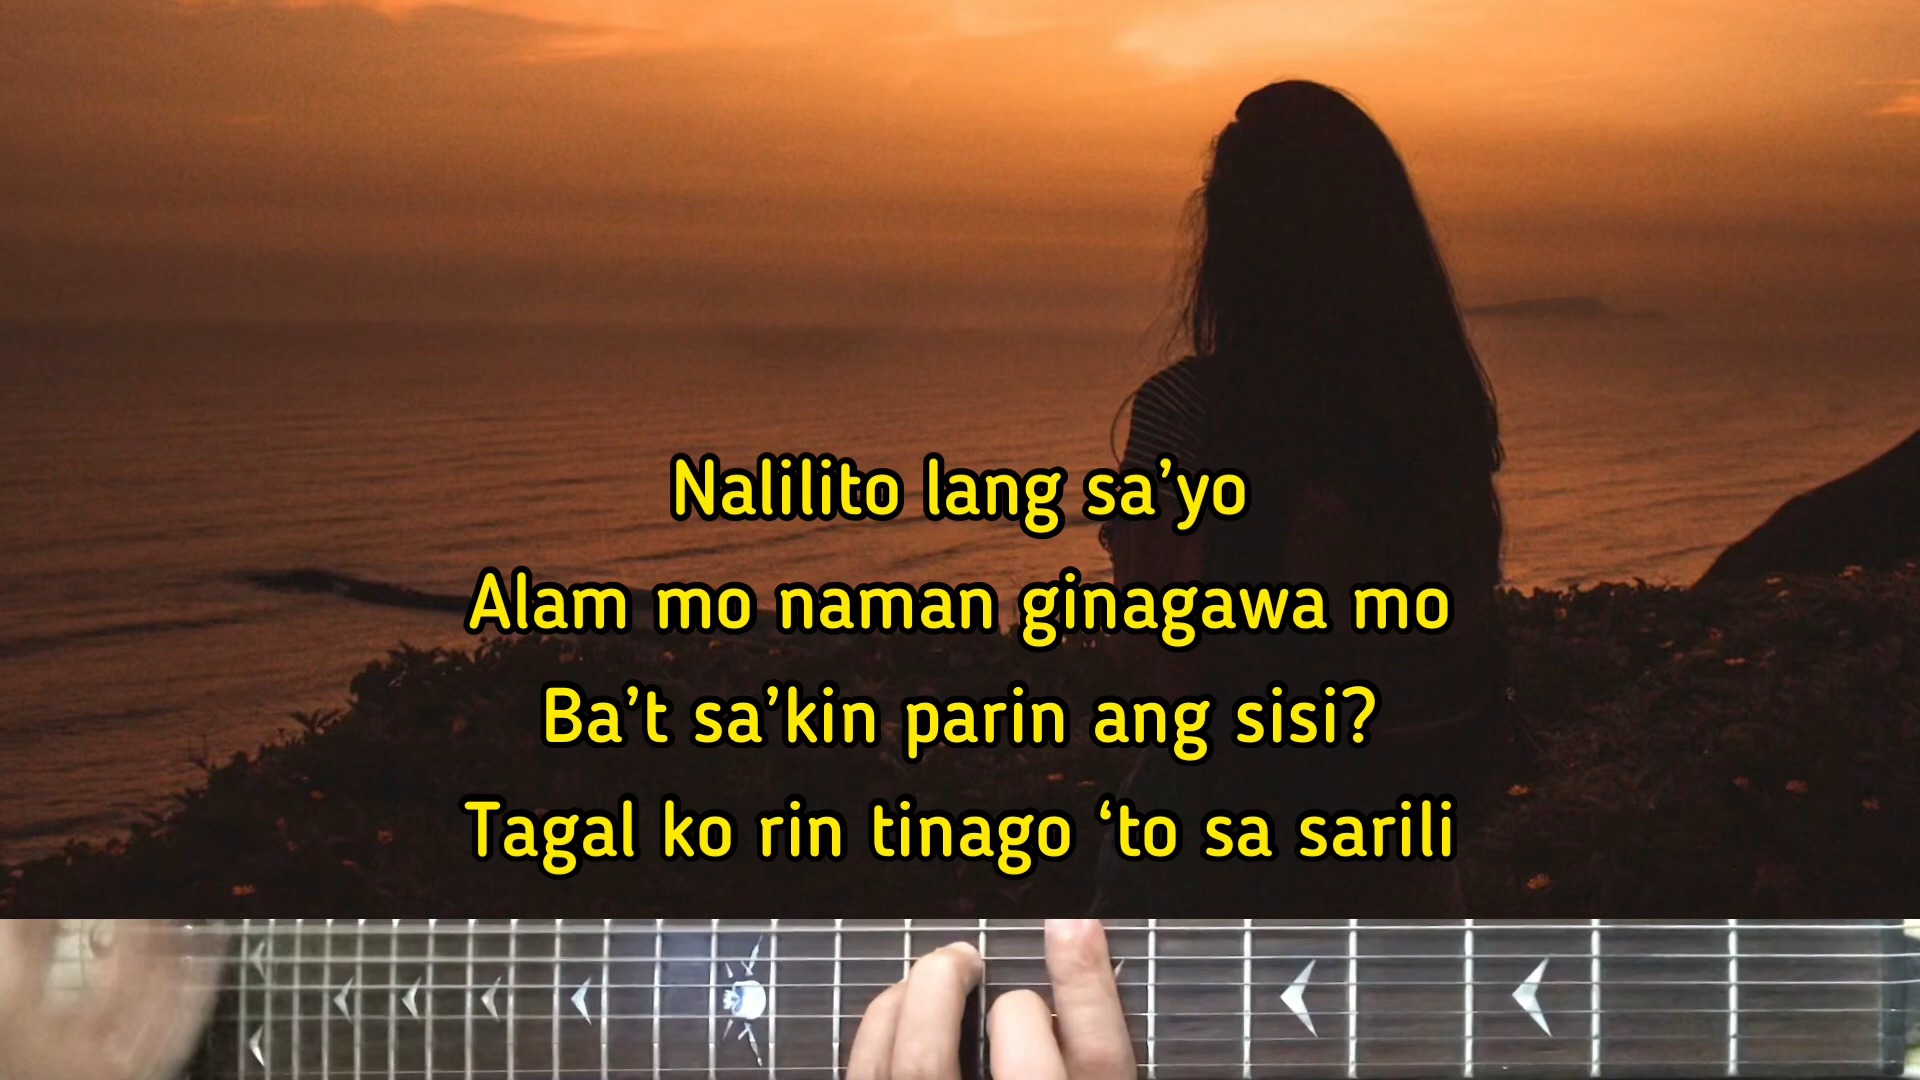 Nalilito lang sa’yo
Alam mo naman ginagawa mo
Ba’t sa’kin parin ang sisi?
Tagal ko rin tinago ‘to sa sarili